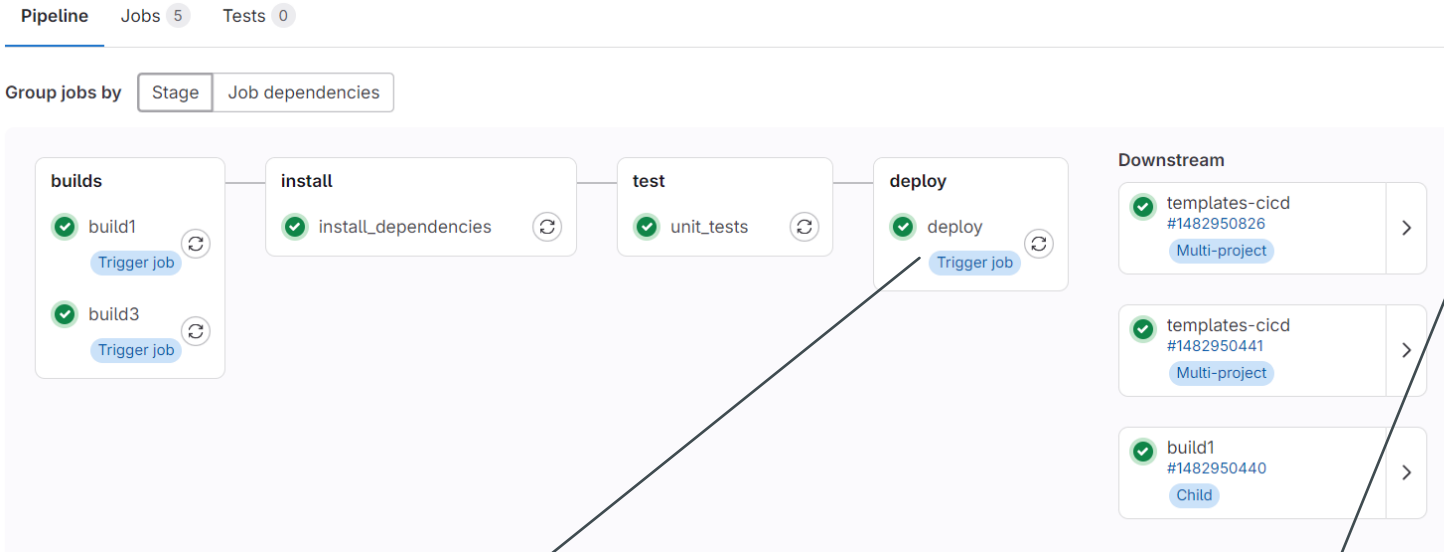 Pipeline Jobs 5 Tests 0
Group jobs by Stage Job dependencies
builds
build1
Trigger job
build3
Trigger job
install
install_dependencies
test
unit_tests
deploy
deploy
Trigger job
Downstream
templates-cicd
#1482950826
Multi-project
templates-cicd
#1482950441
Multi-project
build1
#1482950440
Child